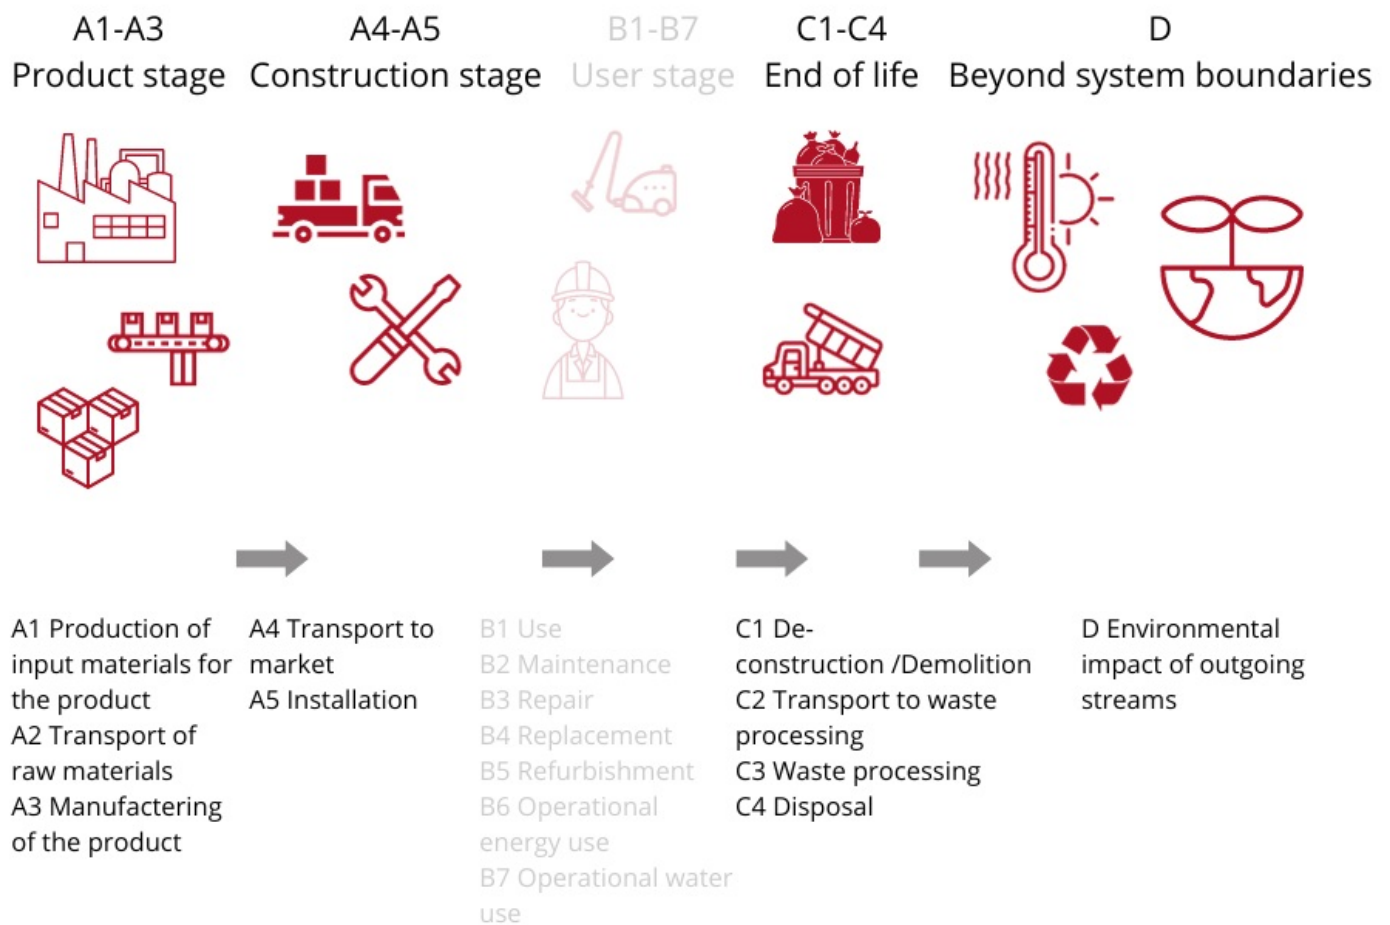 A1-A3
Product stage
A4-A5
Construction stage
B1-B7
User stage
C1-C4
End of life
D
Beyond system boundaries
A1 Production of
input materials for
the product
A2 Transport of
raw materials
A3 Manufactering
of the product
A4 Transport to
market
A5 Installation
B1 Use
B2 Maintenance
B3 Repair
B4 Replacement
B5 Refurbishment
B6 Operational
energy use
B7 Operational water
use
C1 De-
construction /Demolition
C2 Transport to waste
processing
C3 Waste processing
C4 Disposal
D Environmental
impact of outgoing
streams